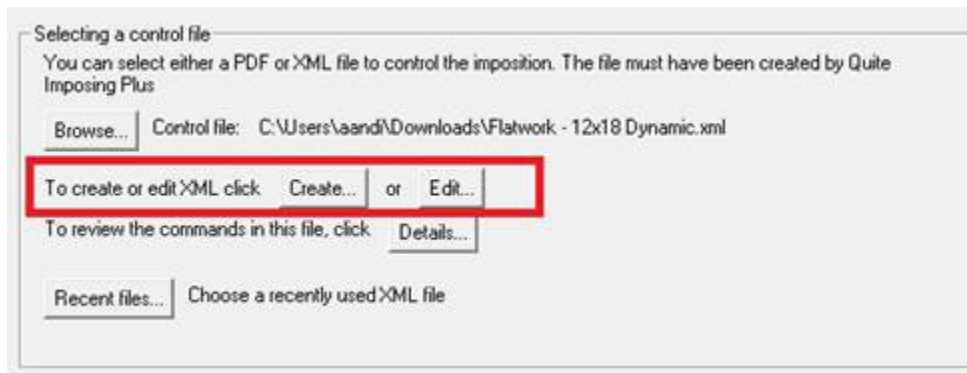 Selecting a control file
You can select either a PDF or XML file to control the imposition. The file must have been created by Quite
Imposing Plus
Browse... Control file: C:\Users\aandi\Downloads\Flatwork - 12x18 Dynamic.xml
To create or edit XML click Create... or Edit...
To review the commands in this file, click Details...
Recent files... Choose a recently used XML file